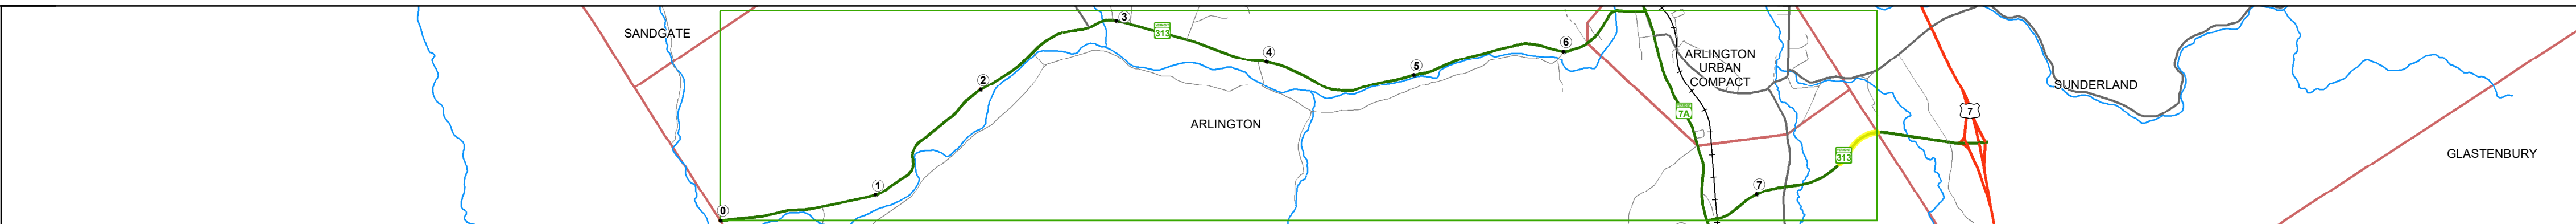 SANDGATE
0
1
2
3
313
4
5
6
ARLINGTON
ARLINGTON
URBAN
COMPACT
7A
7
313
7
SUNDERLAND
GLASTENBURY